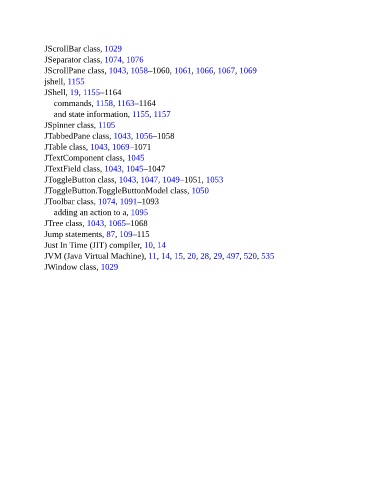 JScrollBar class, 1029
JSeparator class, 1074, 1076
JScrollPane class, 1043, 1058–1060, 1061, 1066, 1067, 1069
jshell, 1155
JShell, 19, 1155–1164
commands, 1158, 1163–1164
and state information, 1155, 1157
JSpinner class, 1105
JTabbedPane class, 1043, 1056–1058
JTable class, 1043, 1069–1071
JTextComponent class, 1045
JTextField class, 1043, 1045–1047
JToggleButton class, 1043, 1047, 1049–1051, 1053
JToggleButton.ToggleButtonModel class, 1050
JToolbar class, 1074, 1091–1093
adding an action to a, 1095
JTree class, 1043, 1065–1068
Jump statements, 87, 109–115
Just In Time (JIT) compiler, 10, 14
JVM (Java Virtual Machine), 11, 14, 15, 20, 28, 29, 497, 520, 535
JWindow class, 1029